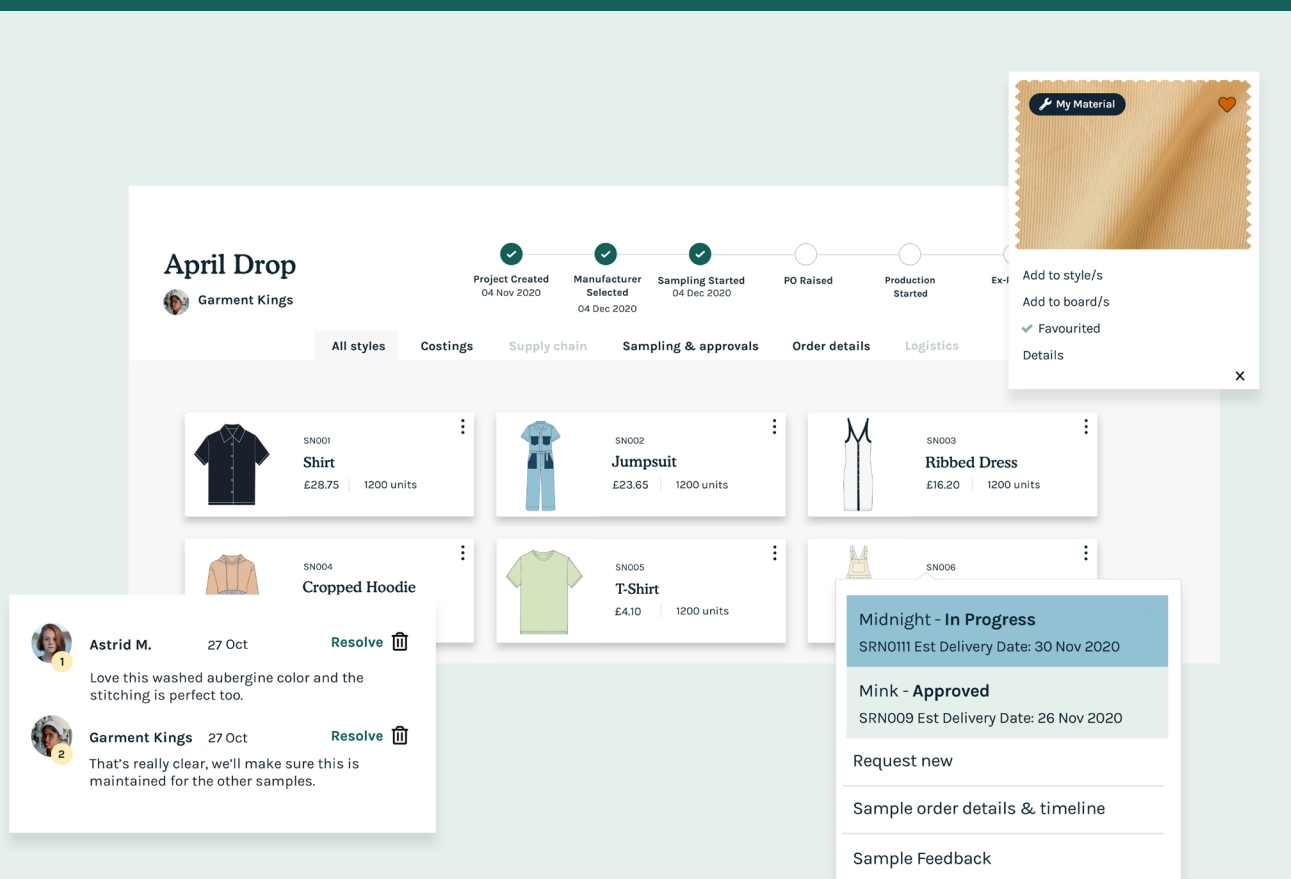 My Material
Add to style/s
Add to board/s
Favourited
Details
April Drop
Garment Kings
Project Created
04 Nov 2020
Manufacturer
Selected
04 Dec 2020
Sampling Started
04 Dec 2020
PO Raised
Production
Started
All styles
Costings
Supply chain
Sampling & approvals
Order details
Logistics
SN001
Shirt
£28.75
1200 units
SN002
Jumpsuit
£23.65
1200 units
SN003
Ribbed Dress
£16.20
1200 units
SN004
Cropped Hoodie
SN005
T-Shirt
£4.10
1200 units
SN006
1
Astrid M.
27 Oct
Resolve
Love this washed aubergine color and the
stitching is perfect too.
2
Garment Kings
27 Oct
Resolve
That's really clear, we'll make sure this is
maintained for the other samples.
Midnight - In Progress
SRN0111 Est Delivery Date: 30 Nov 2020
Mink - Approved
SRN009 Est Delivery Date: 26 Nov 2020
Request new
Sample order details & timeline
Sample Feedback